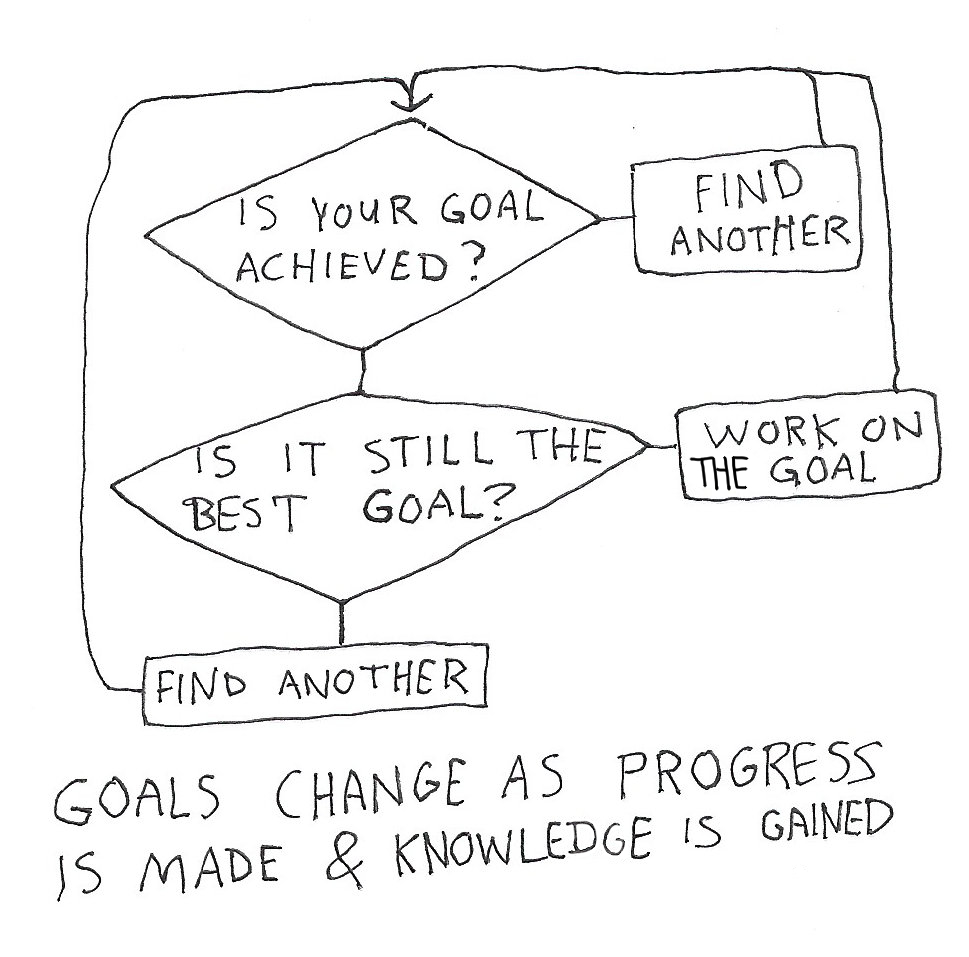 IS YOUR GOAL
ACHIEVED?
FIND
ANOTHER
IS IT STILL THE
BEST GOAL?
WORK ON
THE GOAL
FIND ANOTHER
GOALS CHANGE AS PROGRESS
IS MADE & KNOWLEDGE IS GAINED